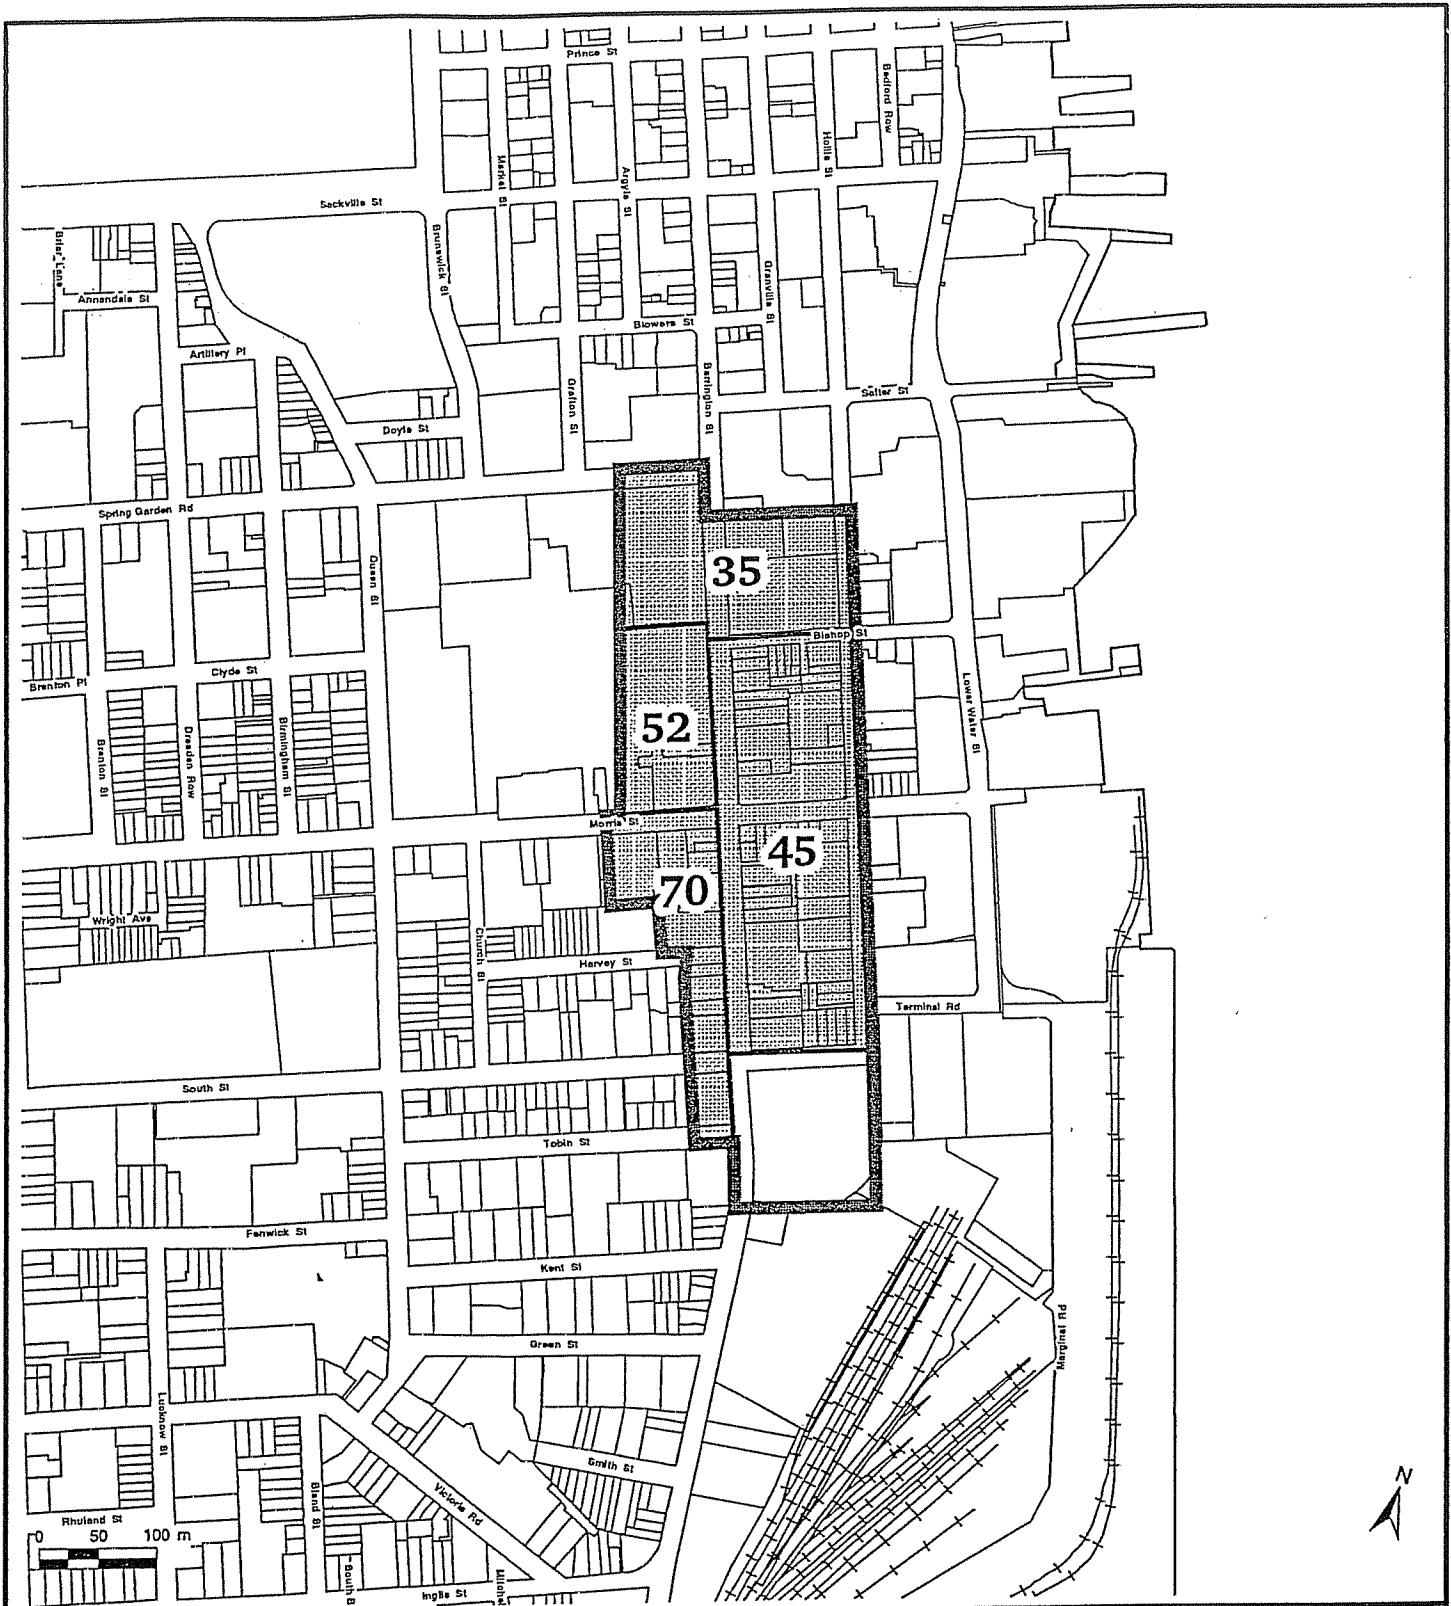 Prince St
Bedford Row
Hollis St
Market St
Argyle St
Sackville St
Brunswick St
Briar Lane
Granville St
Annandale St
Blowers St
Artillery Pl
Barrington St
Grafton St
Salter St
Doyle St
Spring Garden Rd
Queen St
35
Bishop St
Clyde St
Brenton Pl
Lower Water St
52
Brenton St
Dresden Row
Birmingham St
Morris St
45
70
Wright Ave
Church St
Harvey St
Terminal Rd
South St
Tobin St
Fenwick St
Kent St
Marginal Rd
Green St
Lucknow St
Smith St
N
Victoria Rd
Bland St
Rhuland St
0 50 100 m
South B
Mitchel
Inglis St